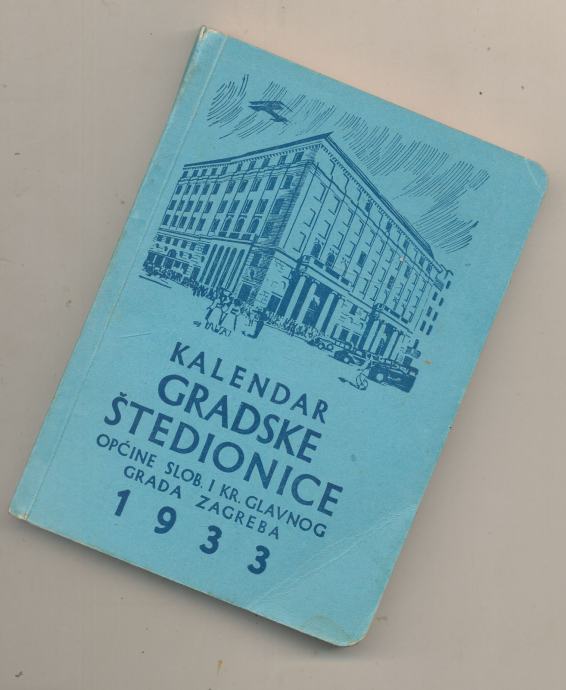 KALENDAR
GRADSKE
ŠTEDIONICE
OPĆINE SLOB. I KR. GLAVNOG
GRADA ZAGREBA
1933